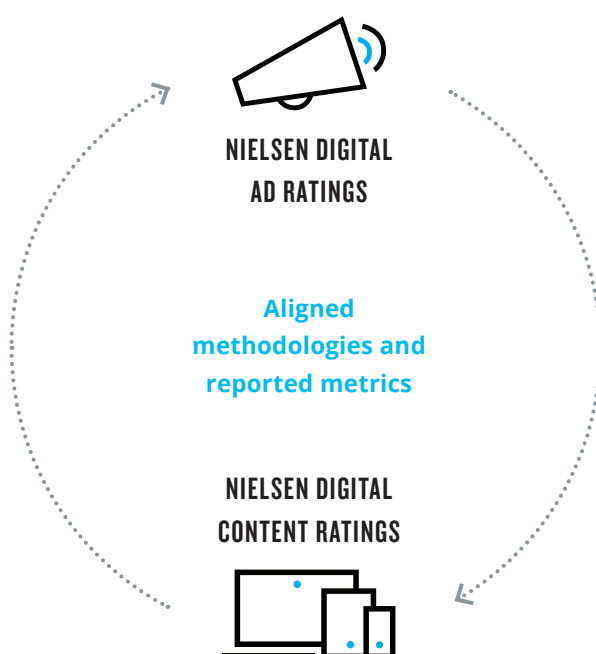 NIELSEN DIGITAL
AD RATINGS
Aligned
methodologies and
reported metrics
NIELSEN DIGITAL
CONTENT RATINGS